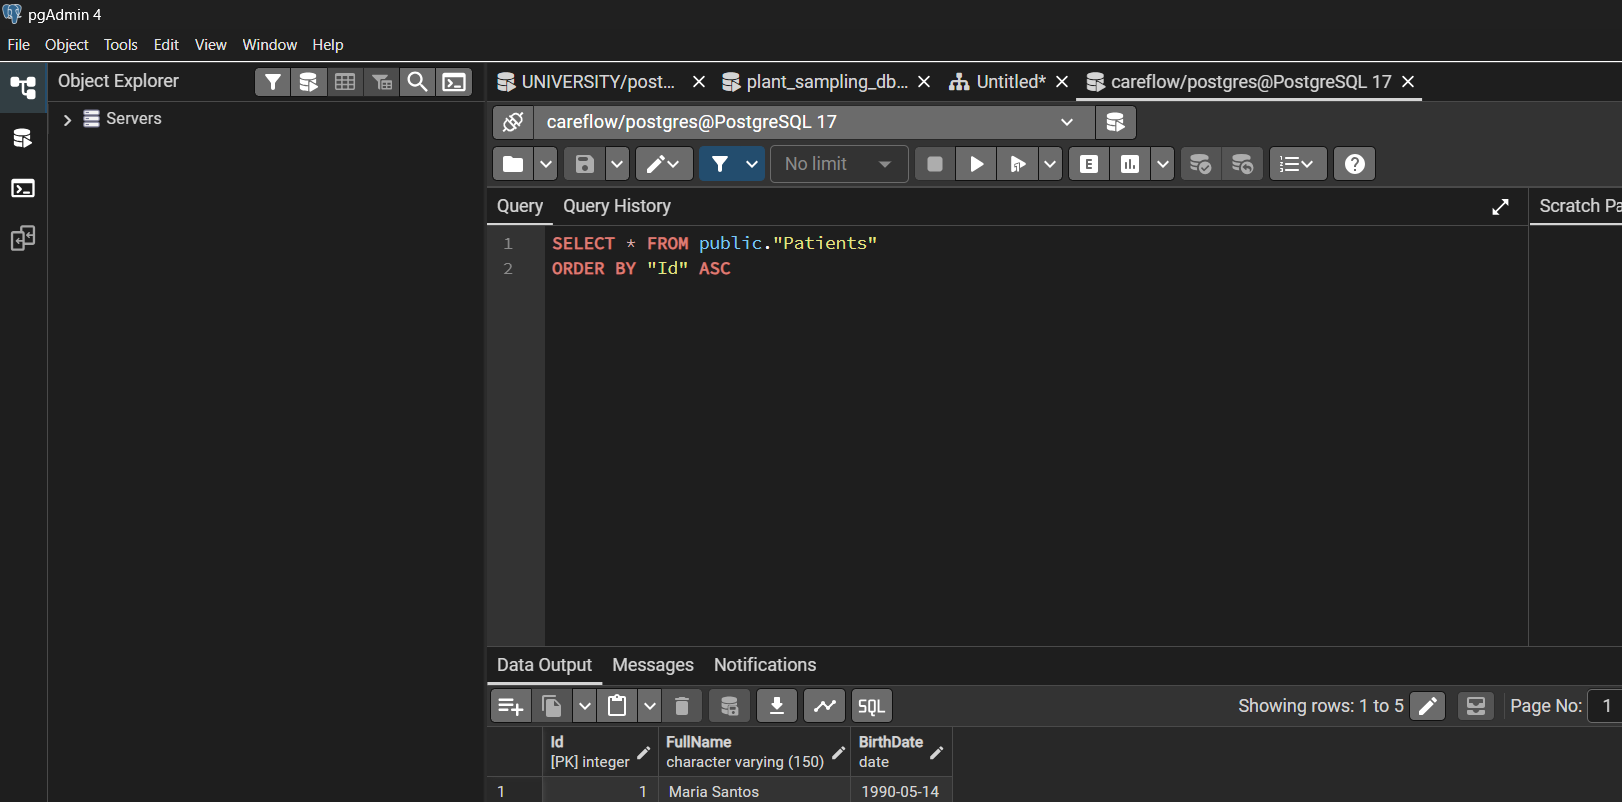 pgAdmin 4
File Object Tools Edit View Window Help
Object Explorer
Servers
UNIVERSITY/post... plant_sampling_db... Untitled* careflow/postgres@PostgreSQL 17
careflow/postgres@PostgreSQL 17
No limit E
Query Query History
Scratch Pa
1 SELECT * FROM public."Patients"
2 ORDER BY "Id" ASC
Data Output Messages Notifications
SQL Showing rows: 1 to 5 Page No: 1
Id FullName BirthDate
[PK] integer character varying (150) date
1 1 Maria Santos 1990-05-14